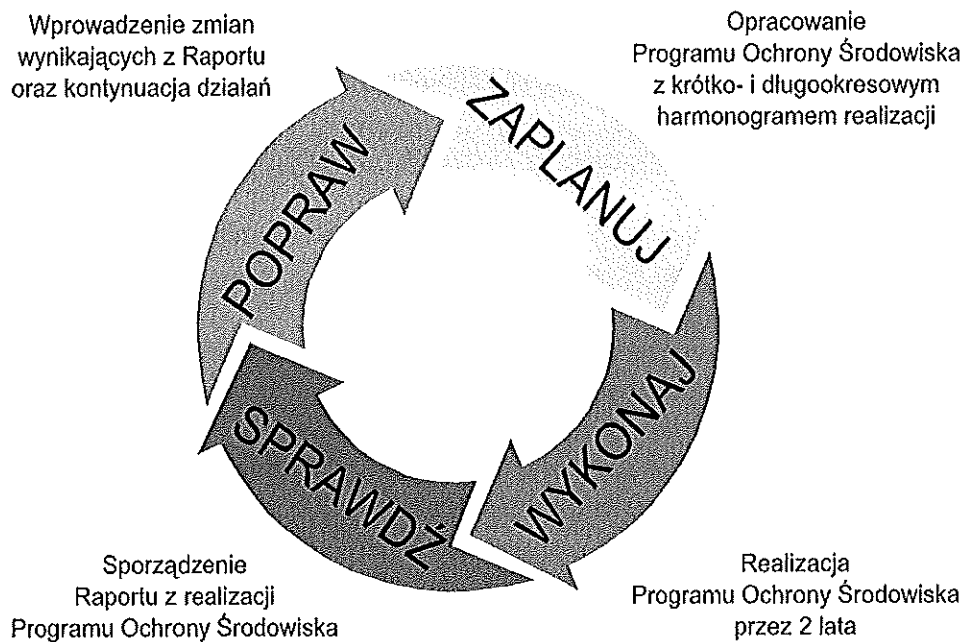 Wprowadzenie zmian
wynikających z Raportu
oraz kontynuacja działań
Opracowanie
Programu Ochrony Środowiska
z krótko- i długookresowym
harmonogramem realizacji
ZAPLANUJ
POPRAW
WYKONAJ
SPRAWDŹ
Sporządzenie
Raportu z realizacji
Programu Ochrony Środowiska
Realizacja
Programu Ochrony Środowiska
przez 2 lata